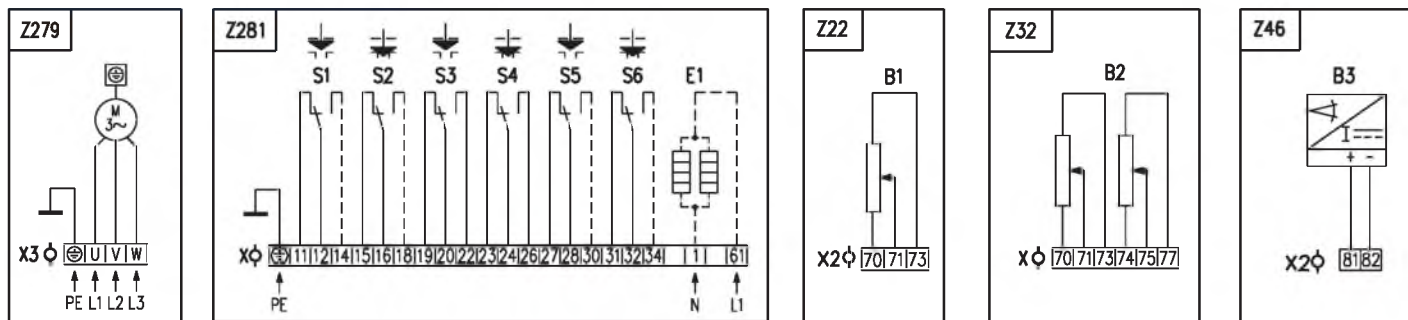 Z279
M
3~
X3 U V W
PE L1 L2 L3
Z281
S1 S2 S3 S4 S5 S6 E1
X 11 12 14 15 16 18 19 20 22 23 24 26 27 28 30 31 32 34 1 61
PE N L1
Z22
B1
X2 70 71 73
Z32
B2
X 70 71 73 74 75 77
Z46
B3
I
+ -
X2 81 82